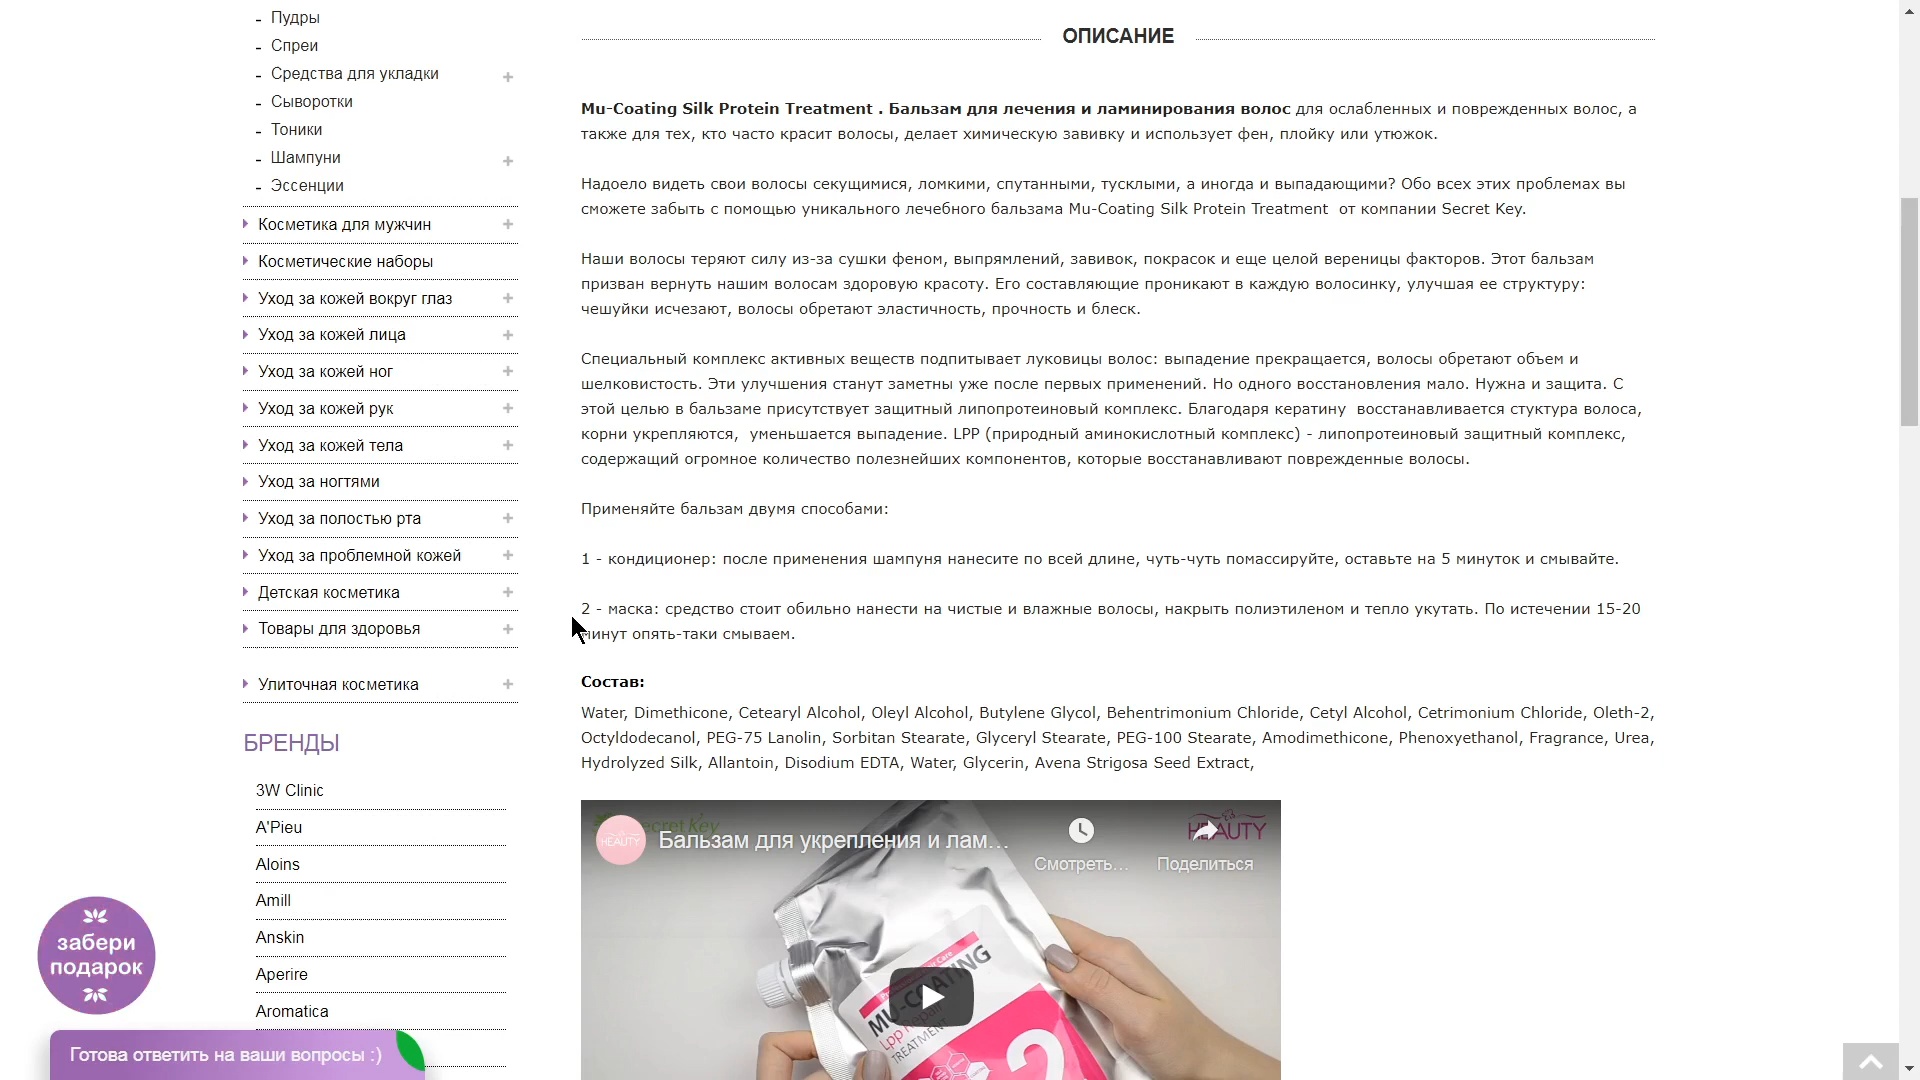 - Пудры
- Спреи
- Средства для укладки +
- Сыворотки
- Тоники
- Шампуни +
- Эссенции
Косметика для мужчин +
Косметические наборы
Уход за кожей вокруг глаз +
Уход за кожей лица +
Уход за кожей ног +
Уход за кожей рук +
Уход за кожей тела +
Уход за ногтями
Уход за полостью рта +
Уход за проблемной кожей +
Детская косметика +
Товары для здоровья +
Улиточная косметика +
БРЕНДЫ
3W Clinic
A'Pieu
Aloins
Amill
Anskin
Aperire
Aromatica
забери
подарок
Готова ответить на ваши вопросы :)
ОПИСАНИЕ
Mu-Coating Silk Protein Treatment . Бальзам для лечения и ламинирования волос для ослабленных и поврежденных волос, а
также для тех, кто часто красит волосы, делает химическую завивку и использует фен, плойку или утюжок.
Надоело видеть свои волосы секущимися, ломкими, спутанными, тусклыми, а иногда и выпадающими? Обо всех этих проблемах вы
сможете забыть с помощью уникального лечебного бальзама Mu-Coating Silk Protein Treatment от компании Secret Key.
Наши волосы теряют силу из-за сушки феном, выпрямлений, завивок, покрасок и еще целой вереницы факторов. Этот бальзам
призван вернуть нашим волосам здоровую красоту. Его составляющие проникают в каждую волосинку, улучшая ее структуру:
чешуйки исчезают, волосы обретают эластичность, прочность и блеск.
Специальный комплекс активных веществ подпитывает луковицы волос: выпадение прекращается, волосы обретают объем и
шелковистость. Эти улучшения станут заметны уже после первых применений. Но одного восстановления мало. Нужна и защита. С
этой целью в бальзаме присутствует защитный липопротеиновый комплекс. Благодаря кератину восстанавливается стуктура волоса,
корни укрепляются, уменьшается выпадение. LPP (природный аминокислотный комплекс) - липопротеиновый защитный комплекс,
содержащий огромное количество полезнейших компонентов, которые восстанавливают поврежденные волосы.
Применяйте бальзам двумя способами:
1 - кондиционер: после применения шампуня нанесите по всей длине, чуть-чуть помассируйте, оставьте на 5 минуток и смывайте.
2 - маска: средство стоит обильно нанести на чистые и влажные волосы, накрыть полиэтиленом и тепло укутать. По истечении 15-20
минут опять-таки смываем.
Состав:
Water, Dimethicone, Cetearyl Alcohol, Oleyl Alcohol, Butylene Glycol, Behentrimonium Chloride, Cetyl Alcohol, Cetrimonium Chloride, Oleth-2,
Octyldodecanol, PEG-75 Lanolin, Sorbitan Stearate, Glyceryl Stearate, PEG-100 Stearate, Amodimethicone, Phenoxyethanol, Fragrance, Urea,
Hydrolyzed Silk, Allantoin, Disodium EDTA, Water, Glycerin, Avena Strigosa Seed Extract,
HEAUTY
Бальзам для укрепления и лам...
Смотреть...
Поделиться
HEAUTY
MU-COATING
Lpp Repair
TREATMENT
2